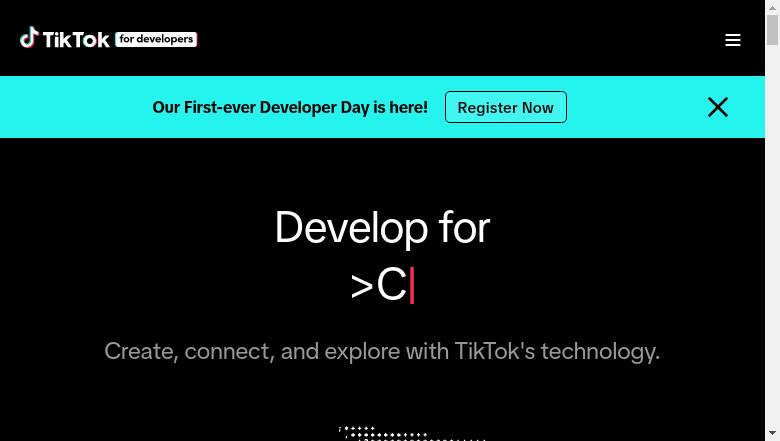 TikTok for developers
Our First-ever Developer Day is here! Register Now
Develop for
>C
Create, connect, and explore with TikTok's technology.